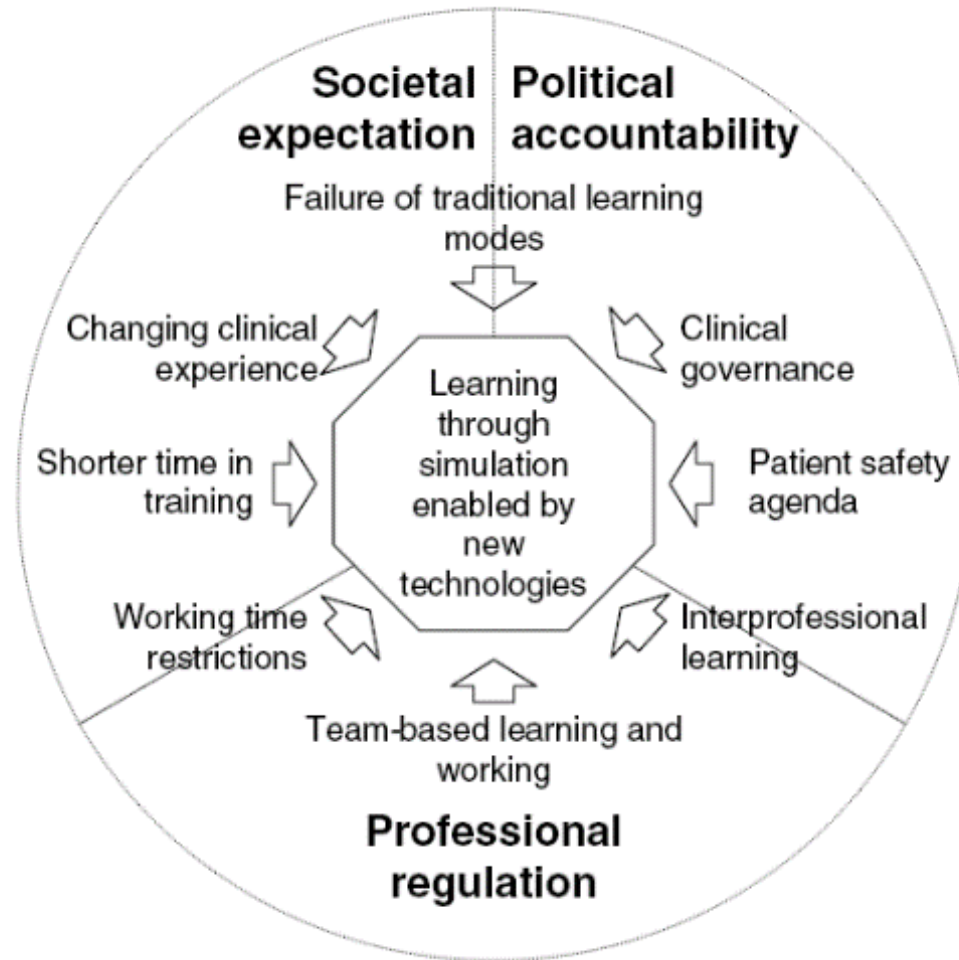 Societal
expectation
Political
accountability
Failure of traditional learning
modes
Changing clinical
experience
Clinical
governance
Learning
through
simulation
enabled by
new
technologies
Shorter time in
training
Patient safety
agenda
Working time
restrictions
Interprofessional
learning
Team-based learning and
working
Professional
regulation